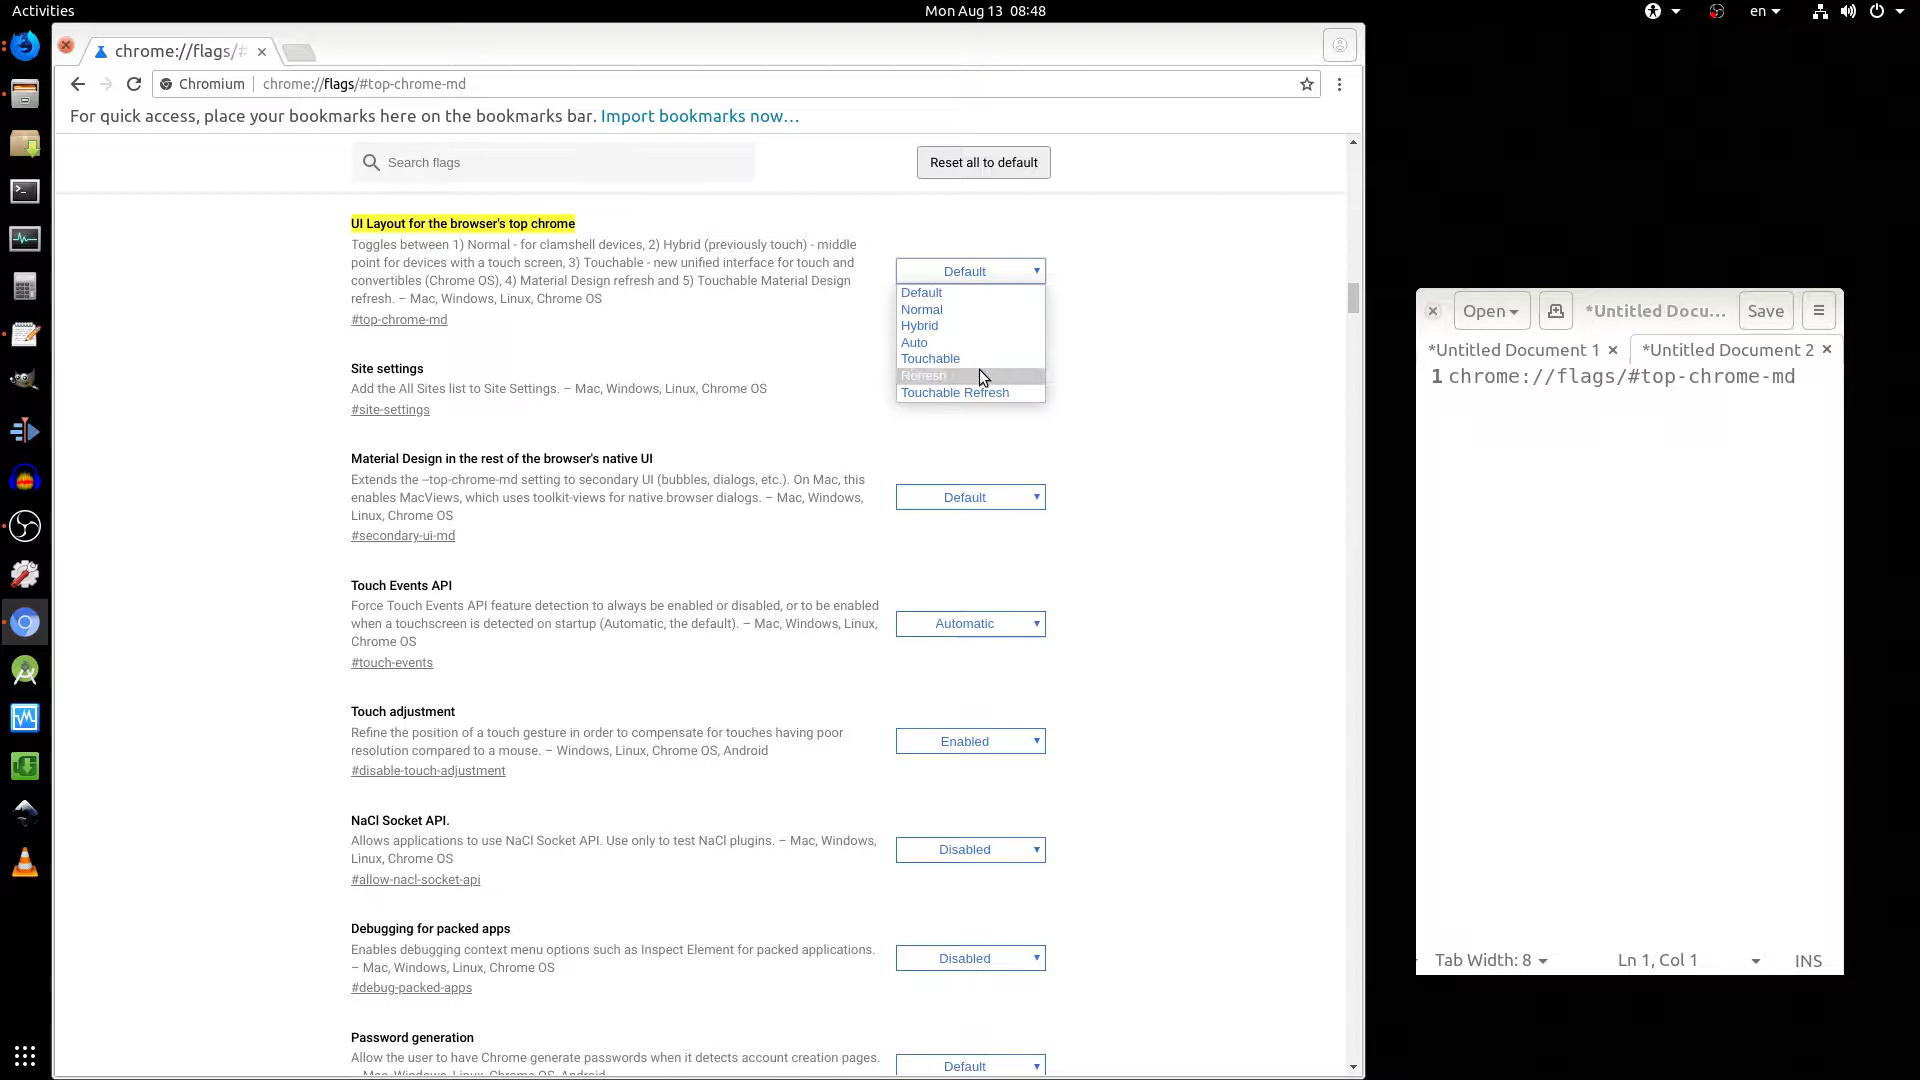 Activities
Mon Aug 13 08:48
en
chrome://flags/#
Chromium
chrome://flags/#top-chrome-md
For quick access, place your bookmarks here on the bookmarks bar. Import bookmarks now…
Search flags
Reset all to default
UI Layout for the browser's top chrome
Toggles between 1) Normal - for clamshell devices, 2) Hybrid (previously touch) - middle
point for devices with a touch screen, 3) Touchable - new unified interface for touch and
convertibles (Chrome OS), 4) Material Design refresh and 5) Touchable Material Design
refresh. – Mac, Windows, Linux, Chrome OS
#top-chrome-md
Default
Default
Normal
Hybrid
Auto
Touchable
Refresh
Touchable Refresh
Site settings
Add the All Sites list to Site Settings. – Mac, Windows, Linux, Chrome OS
#site-settings
Material Design in the rest of the browser's native UI
Extends the --top-chrome-md setting to secondary UI (bubbles, dialogs, etc.). On Mac, this
enables MacViews, which uses toolkit-views for native browser dialogs. – Mac, Windows,
Linux, Chrome OS
#secondary-ui-md
Default
Touch Events API
Force Touch Events API feature detection to always be enabled or disabled, or to be enabled
when a touchscreen is detected on startup (Automatic, the default). – Mac, Windows, Linux,
Chrome OS
#touch-events
Automatic
Touch adjustment
Refine the position of a touch gesture in order to compensate for touches having poor
resolution compared to a mouse. – Windows, Linux, Chrome OS, Android
#disable-touch-adjustment
Enabled
NaCl Socket API.
Allows applications to use NaCl Socket API. Use only to test NaCl plugins. – Mac, Windows,
Linux, Chrome OS
#allow-nacl-socket-api
Disabled
Debugging for packed apps
Enables debugging context menu options such as Inspect Element for packed applications.
– Mac, Windows, Linux, Chrome OS
#debug-packed-apps
Disabled
Password generation
Allow the user to have Chrome generate passwords when it detects account creation pages.
– Mac, Windows, Linux, Chrome OS, Android
Default
Open
*Untitled Docu...
Save
*Untitled Document 1
*Untitled Document 2
1 chrome://flags/#top-chrome-md
Tab Width: 8
Ln 1, Col 1
INS